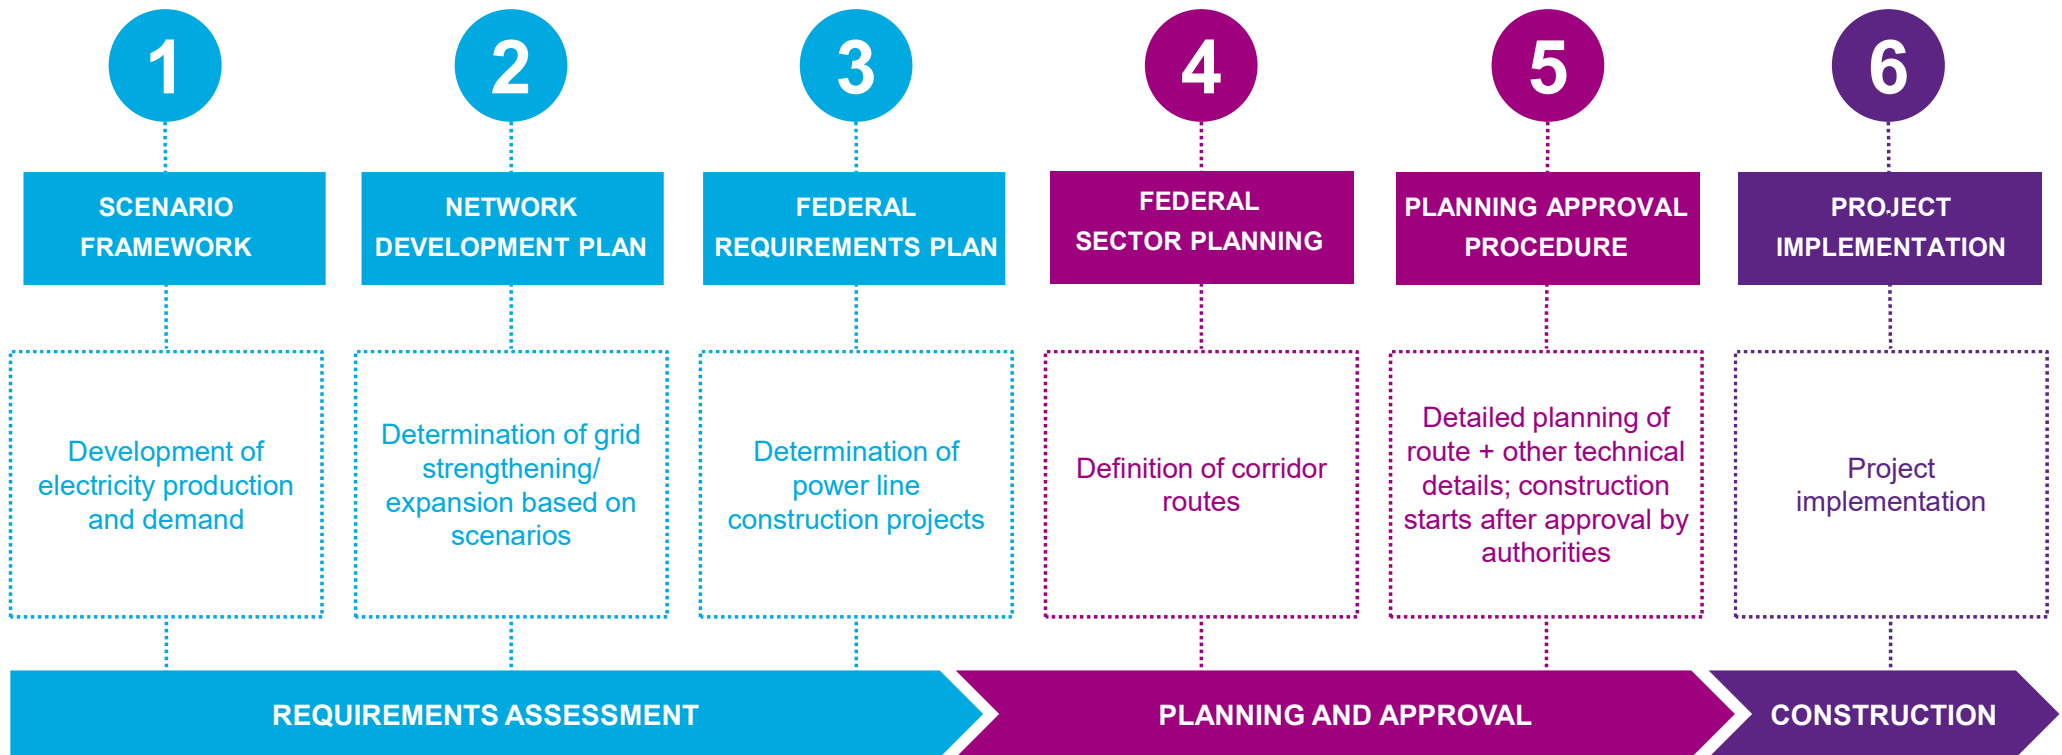 1
2
3
4
5
6
SCENARIO
FRAMEWORK
NETWORK
DEVELOPMENT PLAN
FEDERAL
REQUIREMENTS PLAN
FEDERAL
SECTOR PLANNING
PLANNING APPROVAL
PROCEDURE
PROJECT
IMPLEMENTATION
Development of
electricity production
and demand
Determination of grid
strengthening/
expansion based on
scenarios
Determination of
power line
construction projects
Definition of corridor
routes
Detailed planning of
route + other technical
details; construction
starts after approval by
authorities
Project
implementation
REQUIREMENTS ASSESSMENT
PLANNING AND APPROVAL
CONSTRUCTION